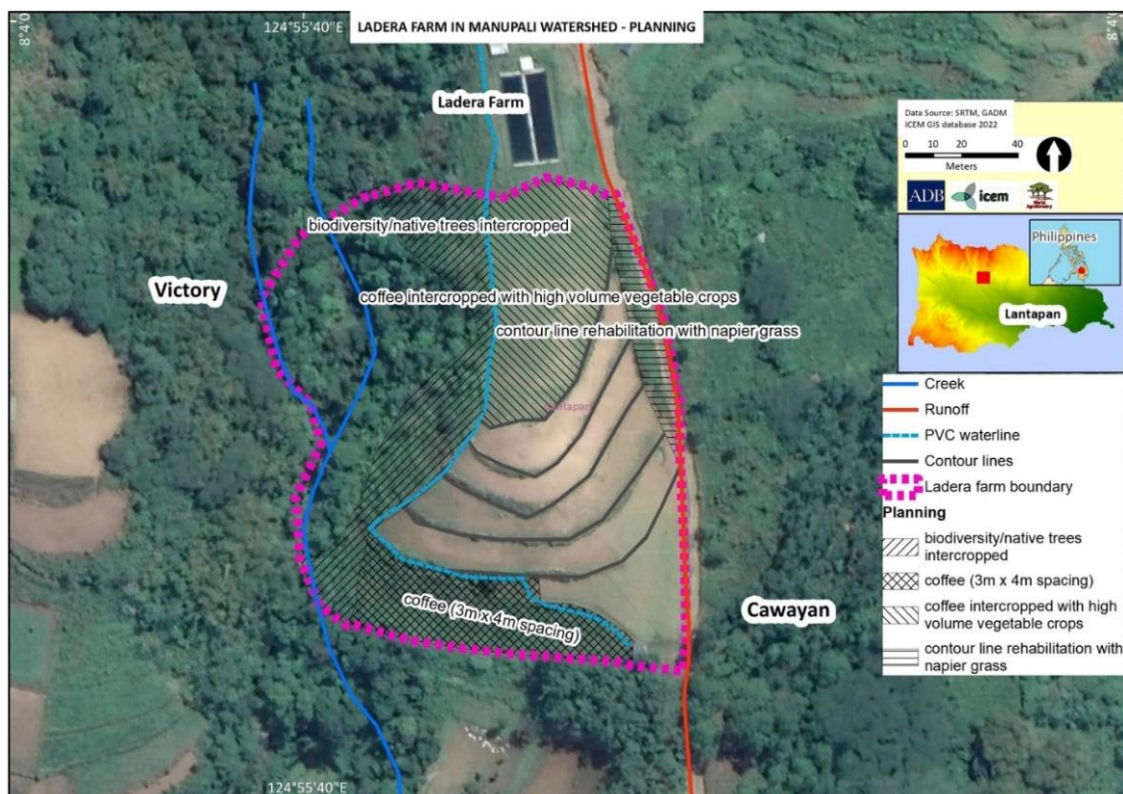 8°4'0
124°55'40"E
LADERA FARM IN MANUPALI WATERSHED - PLANNING
8°4'
Ladera Farm
biodiversity/native trees intercropped
Victory
coffee intercropped with high volume vegetable crops
contour line rehabilitation with napier grass
Lantapan
coffee (3m x 4m spacing)
Cawayan
124°55'40"E
Data Source: SRTM, GADM
ICEM GIS database 2022
0 10 20 40
Meters
ADB
icem
Philippines
Lantapan
Creek
Runoff
PVC waterline
Contour lines
Ladera farm boundary
Planning
biodiversity/native trees
intercropped
coffee (3m x 4m spacing)
coffee intercropped with high
volume vegetable crops
contour line rehabilitation with
napier grass